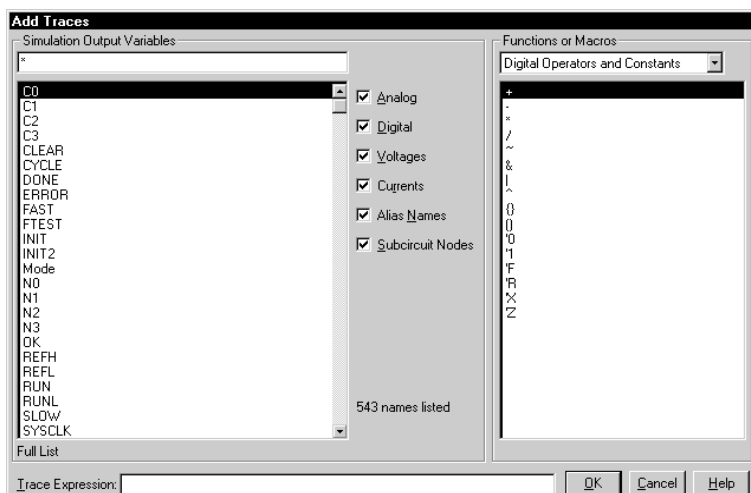 Add Traces
Simulation Output Variables
*
C0
C1
C2
C3
CLEAR
CYCLE
DONE
ERROR
FAST
FTEST
INIT
INIT2
Mode
N0
N1
N2
N3
OK
REFH
REFL
RUN
RUNL
SLOW
SYSCLK
Full List
Analog
Digital
Voltages
Currents
Alias Names
Subcircuit Nodes
543 names listed
Functions or Macros
Digital Operators and Constants
+
-
*
/
~
&
|
^
{}
()
'0
'1
'F
'R
'X
'Z
Trace Expression:
OK
Cancel
Help